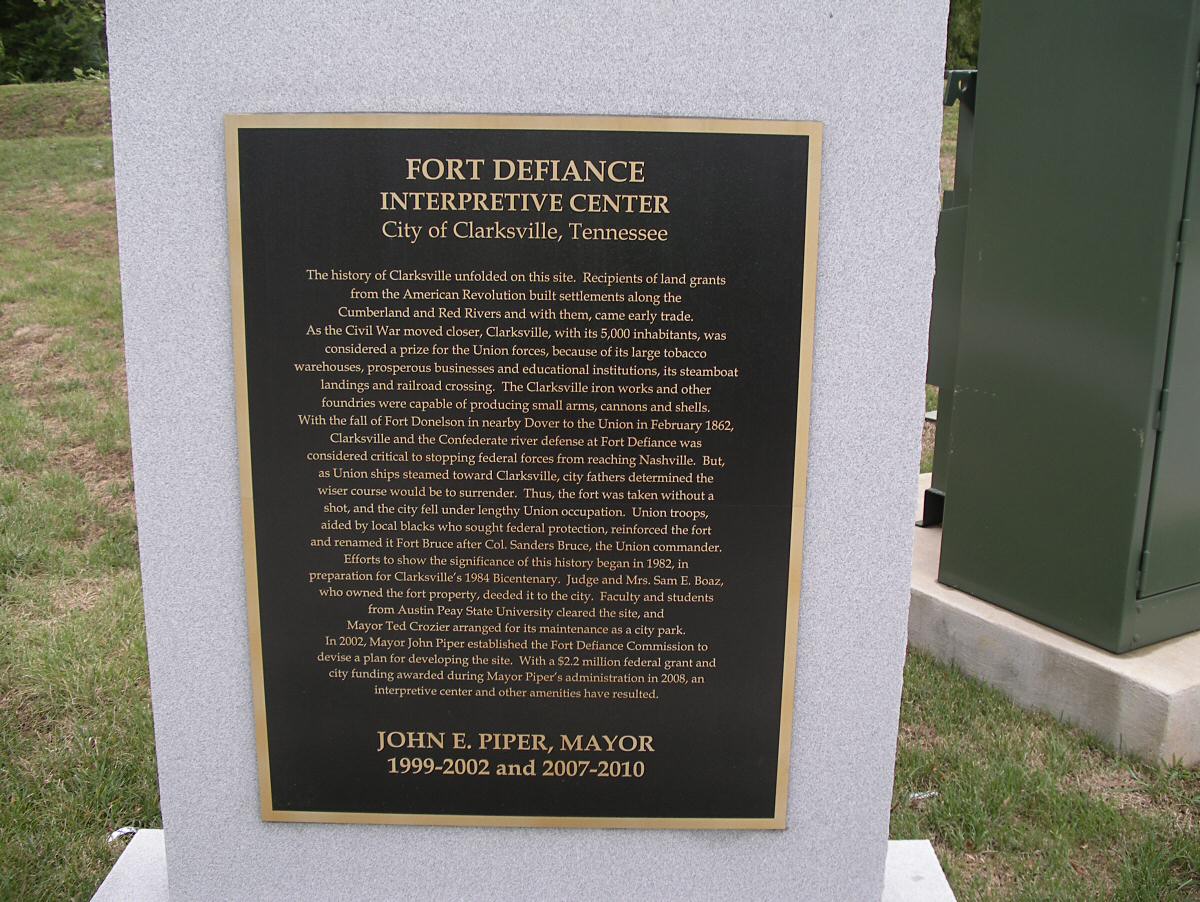 FORT DEFIANCE
INTERPRETIVE CENTER
City of Clarksville, Tennessee
The history of Clarksville unfolded on this site. Recipients of land grants
from the American Revolution built settlements along the
Cumberland and Red Rivers and with them, came early trade.
As the Civil War moved closer, Clarksville, with its 5,000 inhabitants, was
considered a prize for the Union forces, because of its large tobacco
warehouses, prosperous businesses and educational institutions, its steamboat
landings and railroad crossing. The Clarksville iron works and other
foundries were capable of producing small arms, cannons and shells.
With the fall of Fort Donelson in nearby Dover to the Union in February 1862,
Clarksville and the Confederate river defense at Fort Defiance was
considered critical to stopping federal forces from reaching Nashville. But,
as Union ships steamed toward Clarksville, city fathers determined the
wiser course would be to surrender. Thus, the fort was taken without a
shot, and the city fell under lengthy Union occupation. Union troops,
aided by local blacks who sought federal protection, reinforced the fort
and renamed it Fort Bruce after Col. Sanders Bruce, the Union commander.
Efforts to show the significance of this history began in 1982, in
preparation for Clarksville's 1984 Bicentenary. Judge and Mrs. Sam E. Boaz,
who owned the fort property, deeded it to the city. Faculty and students
from Austin Peay State University cleared the site, and
Mayor Ted Crozier arranged for its maintenance as a city park.
In 2002, Mayor John Piper established the Fort Defiance Commission to
devise a plan for developing the site. With a $2.2 million federal grant and
city funding awarded during Mayor Piper's administration in 2008, an
interpretive center and other amenities have resulted.
JOHN E. PIPER, MAYOR
1999-2002 and 2007-2010